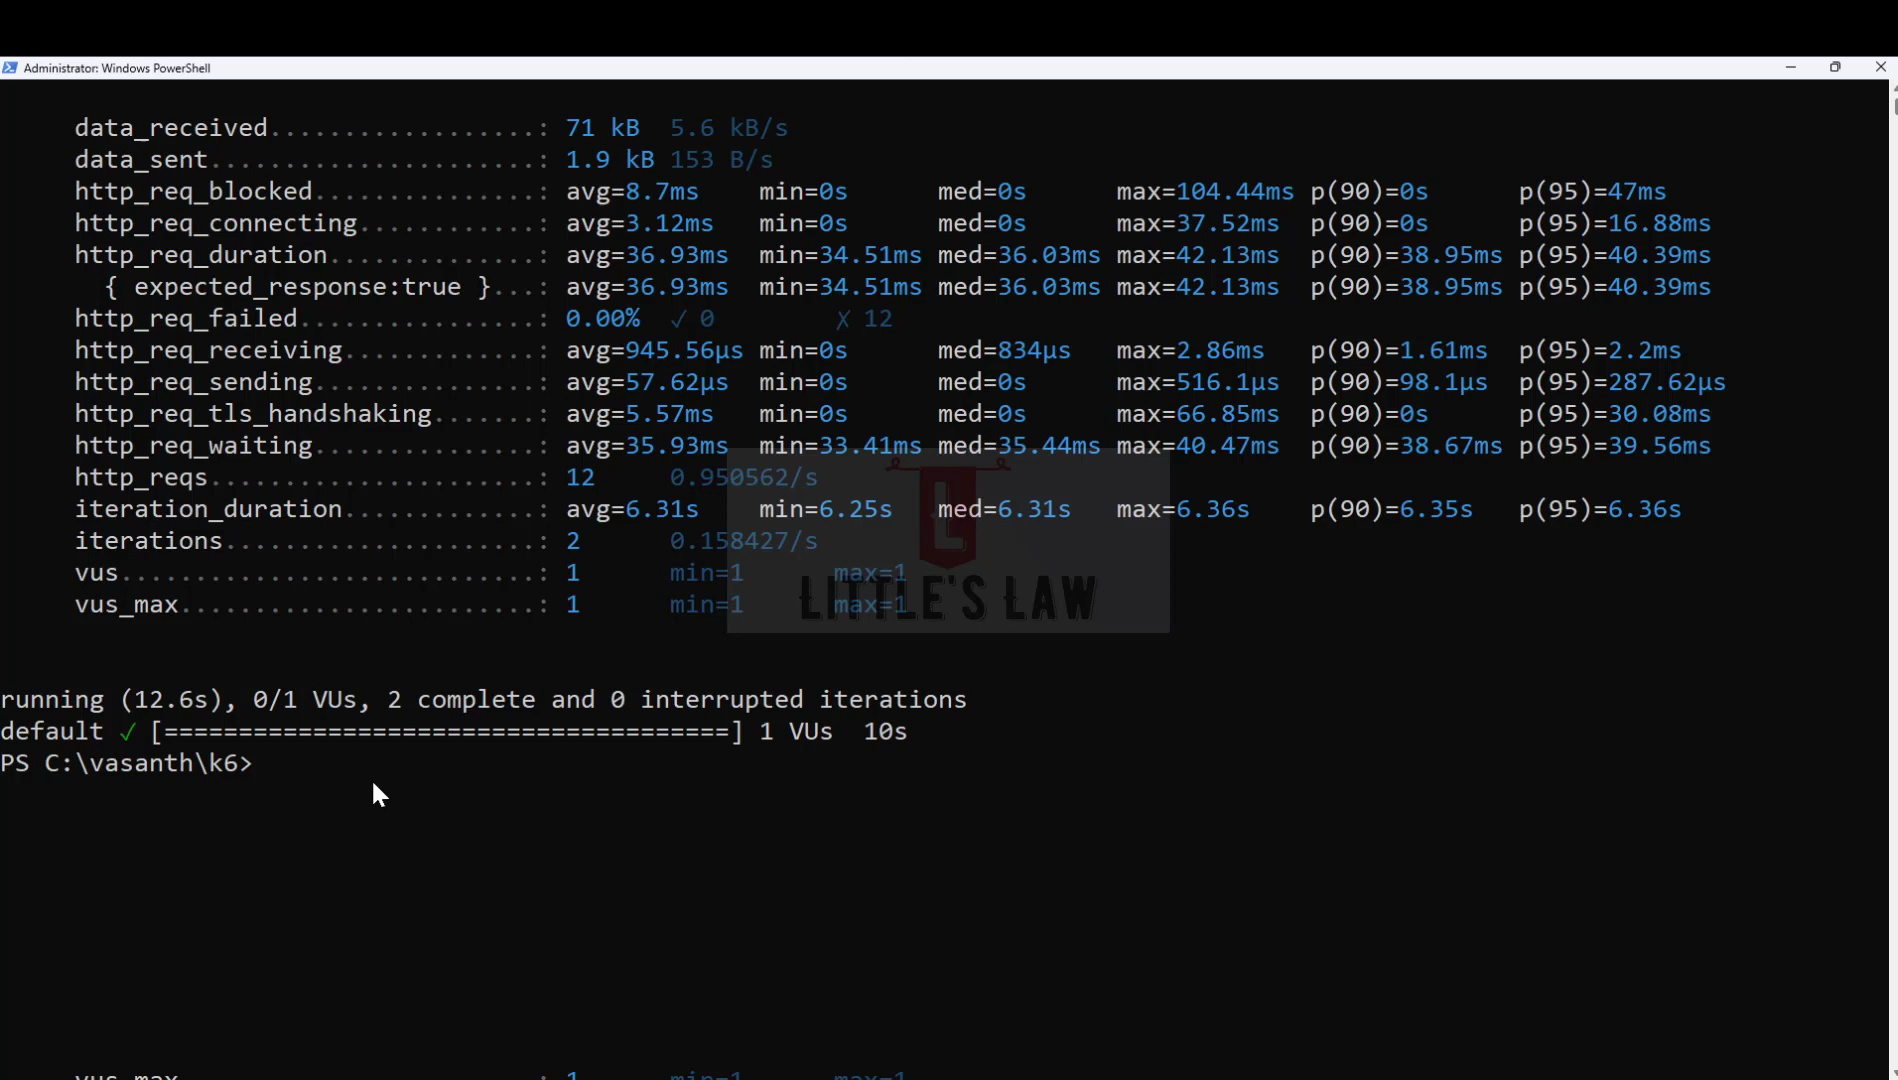 Administrator: Windows PowerShell
data_received..................: 71 kB 5.6 kB/s
data_sent......................: 1.9 kB 153 B/s
http_req_blocked...............: avg=8.7ms min=0s med=0s max=104.44ms p(90)=0s p(95)=47ms
http_req_connecting............: avg=3.12ms min=0s med=0s max=37.52ms p(90)=0s p(95)=16.88ms
http_req_duration..............: avg=36.93ms min=34.51ms med=36.03ms max=42.13ms p(90)=38.95ms p(95)=40.39ms
{ expected_response:true }...: avg=36.93ms min=34.51ms med=36.03ms max=42.13ms p(90)=38.95ms p(95)=40.39ms
http_req_failed................: 0.00% ✓ 0 ✗ 12
http_req_receiving.............: avg=945.56µs min=0s med=834µs max=2.86ms p(90)=1.61ms p(95)=2.2ms
http_req_sending...............: avg=57.62µs min=0s med=0s max=516.1µs p(90)=98.1µs p(95)=287.62µs
http_req_tls_handshaking.......: avg=5.57ms min=0s med=0s max=66.85ms p(90)=0s p(95)=30.08ms
http_req_waiting...............: avg=35.93ms min=33.41ms med=35.44ms max=40.47ms p(90)=38.67ms p(95)=39.56ms
http_reqs......................: 12 0.950562/s
iteration_duration.............: avg=6.31s min=6.25s med=6.31s max=6.36s p(90)=6.35s p(95)=6.36s
iterations.....................: 2 0.158427/s
vus............................: 1 min=1 max=1
vus_max........................: 1 min=1 max=1
L
LITTLE'S LAW
running (12.6s), 0/1 VUs, 2 complete and 0 interrupted iterations
default ✓ [======================================] 1 VUs 10s
PS C:\vasanth\k6>
vus_max........................: 1 min=1 max=1